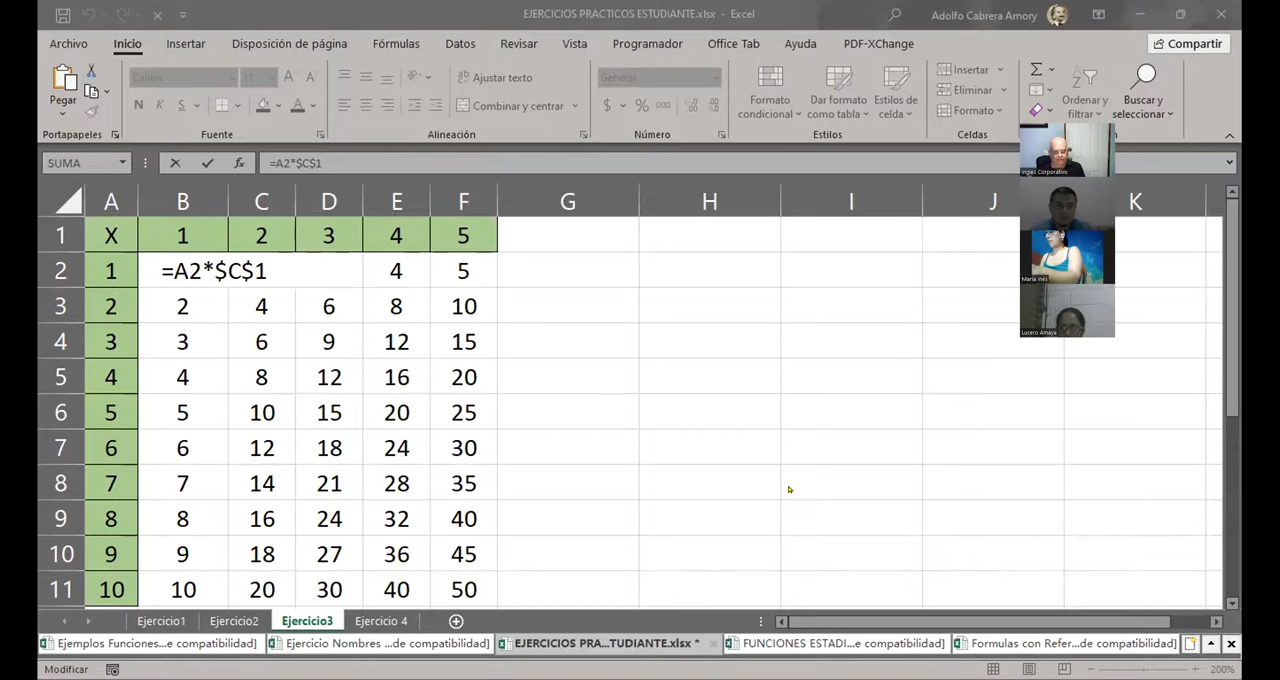 EJERCICIOS PRACTICOS ESTUDIANTE.xlsx - Excel
Adolfo Cabrera Amory
Archivo Inicio Insertar Disposición de página Fórmulas Datos Revisar Vista Programador Office Tab Ayuda PDF-XChange Compartir
Pegar
Calibri 11
N K S
Ajustar texto
Combinar y centrar
General
$ % 000
Formato condicional
Dar formato como tabla
Estilos de celda
Insertar
Eliminar
Formato
Ordenar y filtrar
Buscar y seleccionar
Portapapeles Fuente Alineación Número Estilos Celdas
SUMA fx =A2*$C$1
Ingles Corporativo
Maria Inés
Lucero Amaya
A B C D E F G H I J K
1 X 1 2 3 4 5
2 1 =A2*$C$1 4 5
3 2 2 4 6 8 10
4 3 3 6 9 12 15
5 4 4 8 12 16 20
6 5 5 10 15 20 25
7 6 6 12 18 24 30
8 7 7 14 21 28 35
9 8 8 16 24 32 40
10 9 9 18 27 36 45
11 10 10 20 30 40 50
Ejercicio1 Ejercicio2 Ejercicio3 Ejercicio 4
Ejemplos Funciones...e compatibilidad] Ejercicio Nombres ...de compatibilidad] EJERCICIOS PRA...TUDIANTE.xlsx * FUNCIONES ESTADI...e compatibilidad] Formulas con Refer...de compatibilidad]
Modificar 200%